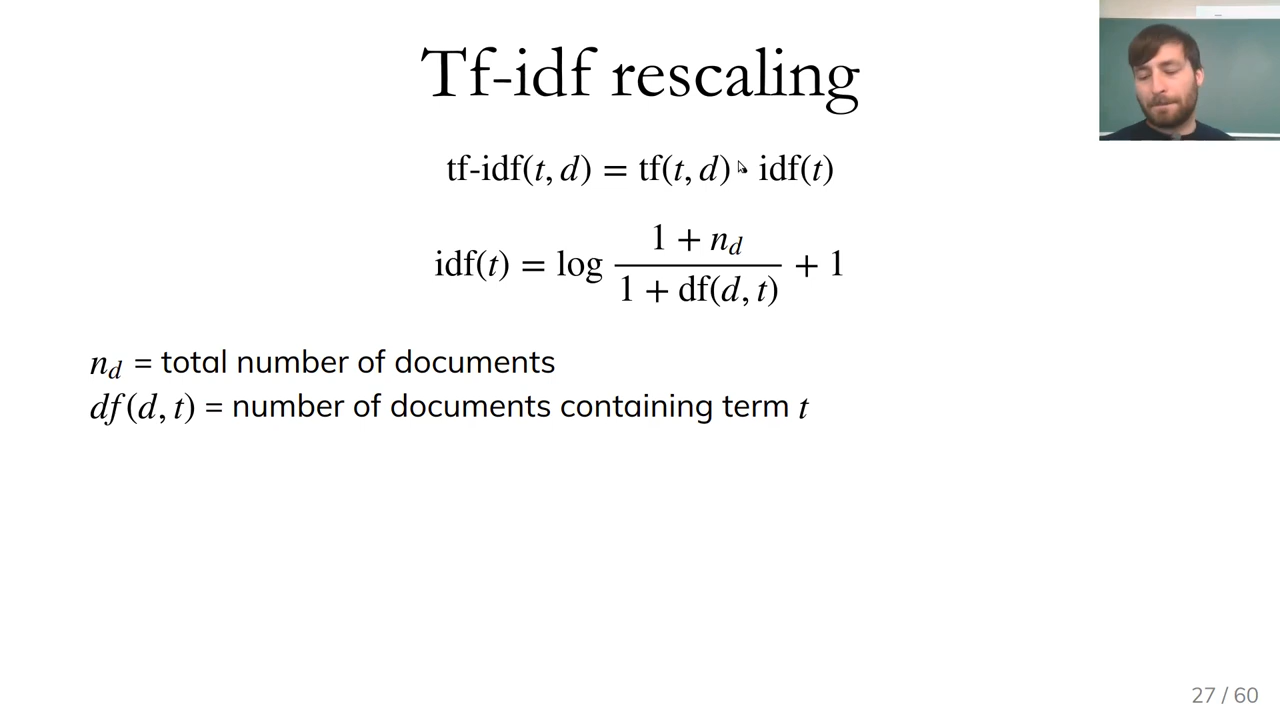 Tf-idf rescaling
tf-idf(t, d) = tf(t, d) · idf(t)
idf(t) = log (1 + n_d) / (1 + df(d, t)) + 1
n_d = total number of documents
df(d, t) = number of documents containing term t
27 / 60